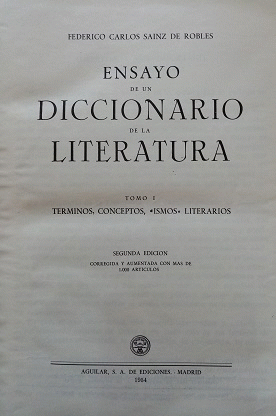 FEDERICO CARLOS SAINZ DE ROBLES
ENSAYO
DE UN
DICCIONARIO
DE LA
LITERATURA
TOMO I
TERMINOS, CONCEPTOS, «ISMOS» LITERARIOS
SEGUNDA EDICION
CORREGIDA Y AUMENTADA CON MAS DE
1.000 ARTICULOS
AGUILAR, S. A. DE EDICIONES - MADRID
1954